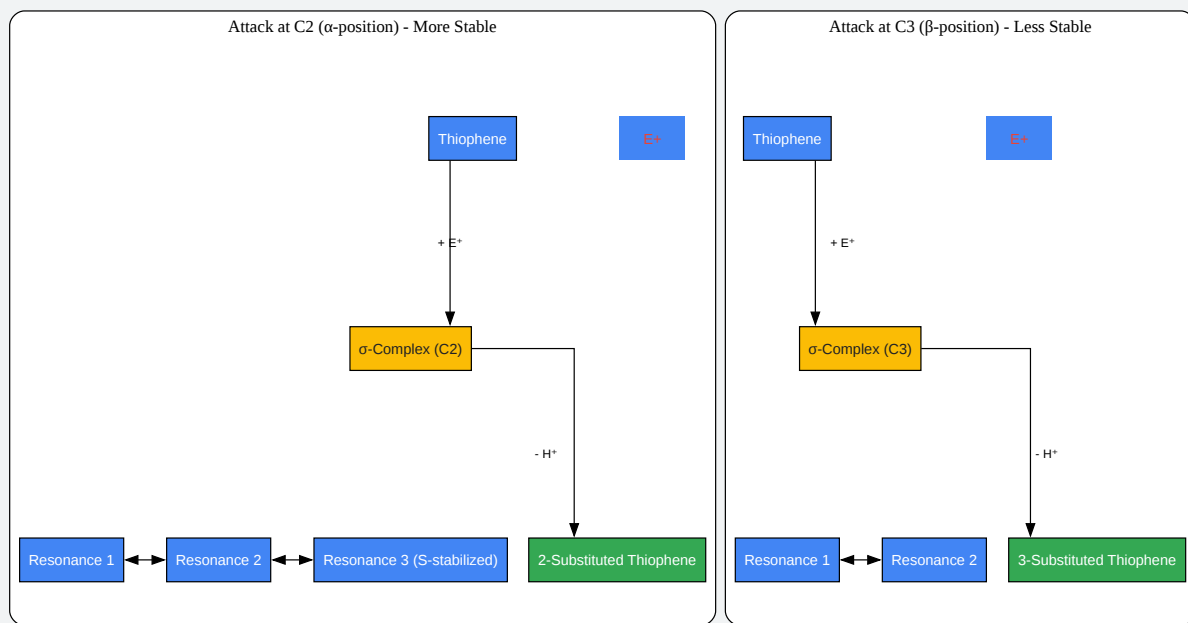 Attack at C2 (α-position) - More Stable
Thiophene
E+
+ E⁺
σ-Complex (C2)
- H⁺
Resonance 1
Resonance 2
Resonance 3 (S-stabilized)
2-Substituted Thiophene
Attack at C3 (β-position) - Less Stable
Thiophene
E+
+ E⁺
σ-Complex (C3)
- H⁺
Resonance 1
Resonance 2
3-Substituted Thiophene